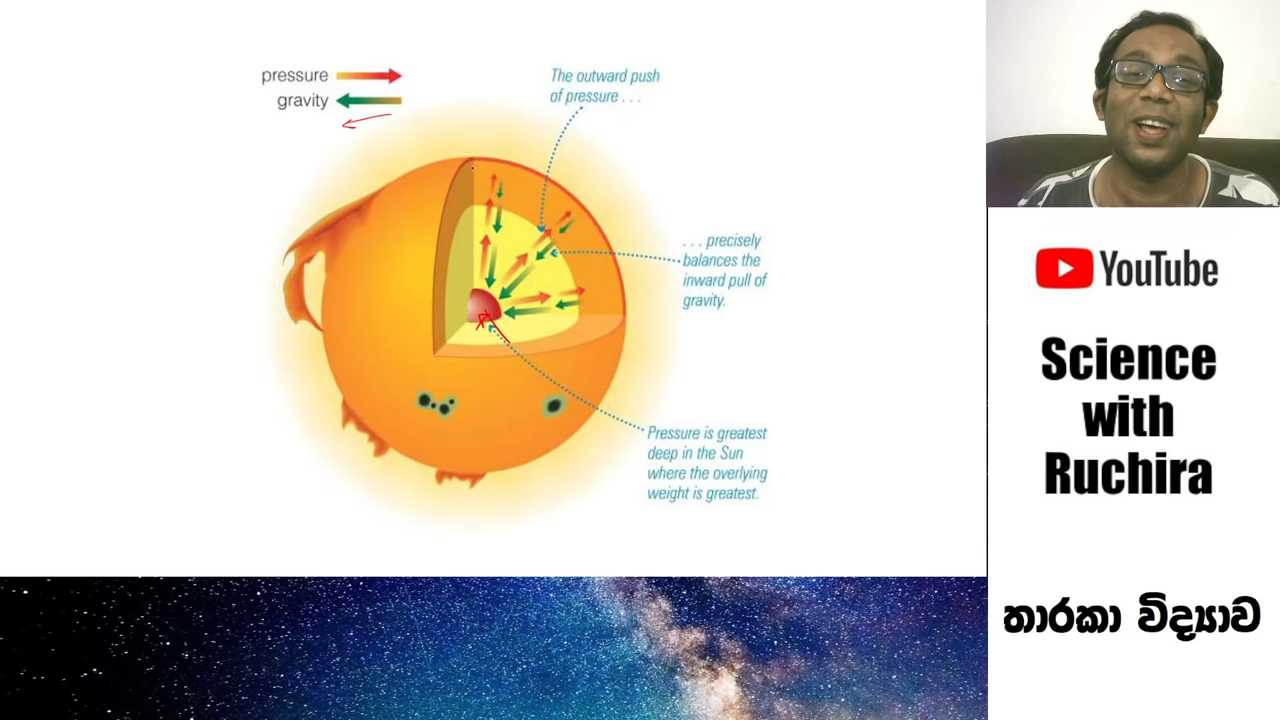 pressure
gravity
The outward push
of pressure . . .
. . . precisely
balances the
inward pull of
gravity.
Pressure is greatest
deep in the Sun
where the overlying
weight is greatest.
YouTube
Science
with
Ruchira
තාරකා විද්‍යාව